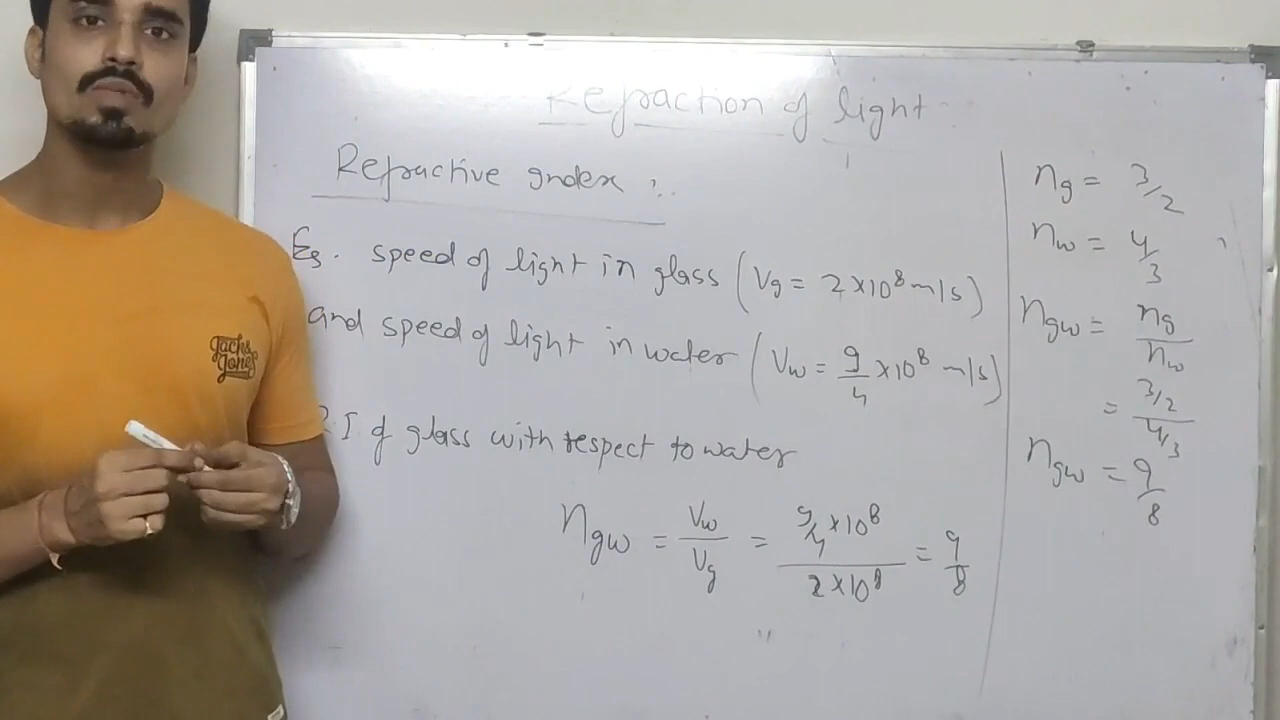 Refraction of light
Refractive index :.
Eg. speed of light in glass (Vg = 2×10⁸ m/s)
and speed of light in water (Vw = 9/4 ×10⁸ m/s)
R.I of glass with respect to water
ngw = Vw/Vg = 9/4×10⁸ / 2×10⁸ = 9/8
ng = 3/2
nw = 4/3
ngw = ng/nw
= 3/2 / 4/3
ngw = 9/8
Jack &
Jones